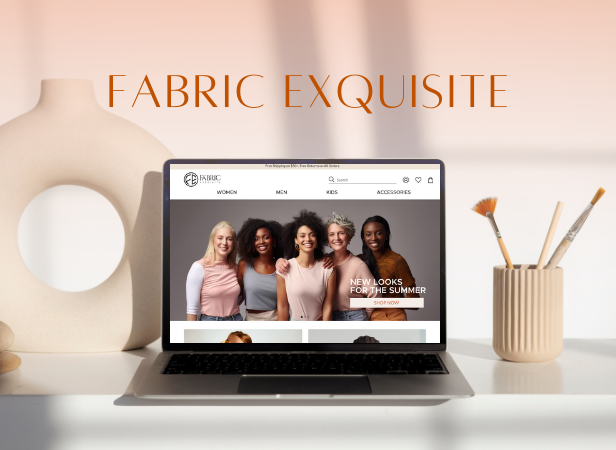 FABRIC EXQUISITE
Free Shipping on $50+. Free Returns on All Orders.
FABRIC
EXQUISITE
Search
WOMEN MEN KIDS ACCESSORIES
NEW LOOKS
FOR THE SUMMER
SHOP NOW